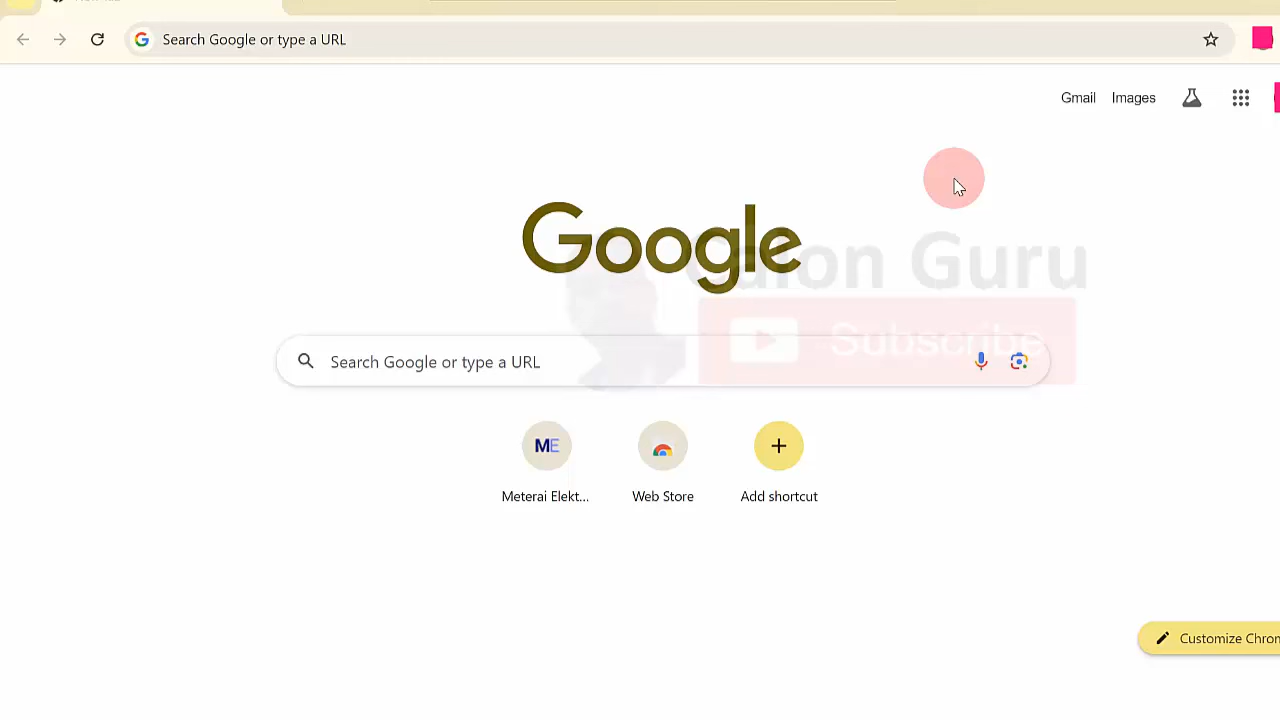 Search Google or type a URL
Gmail Images
Google
Calon Guru
Subscribe
Search Google or type a URL
ME
Meterai Elekt... Web Store Add shortcut
Customize Chrom